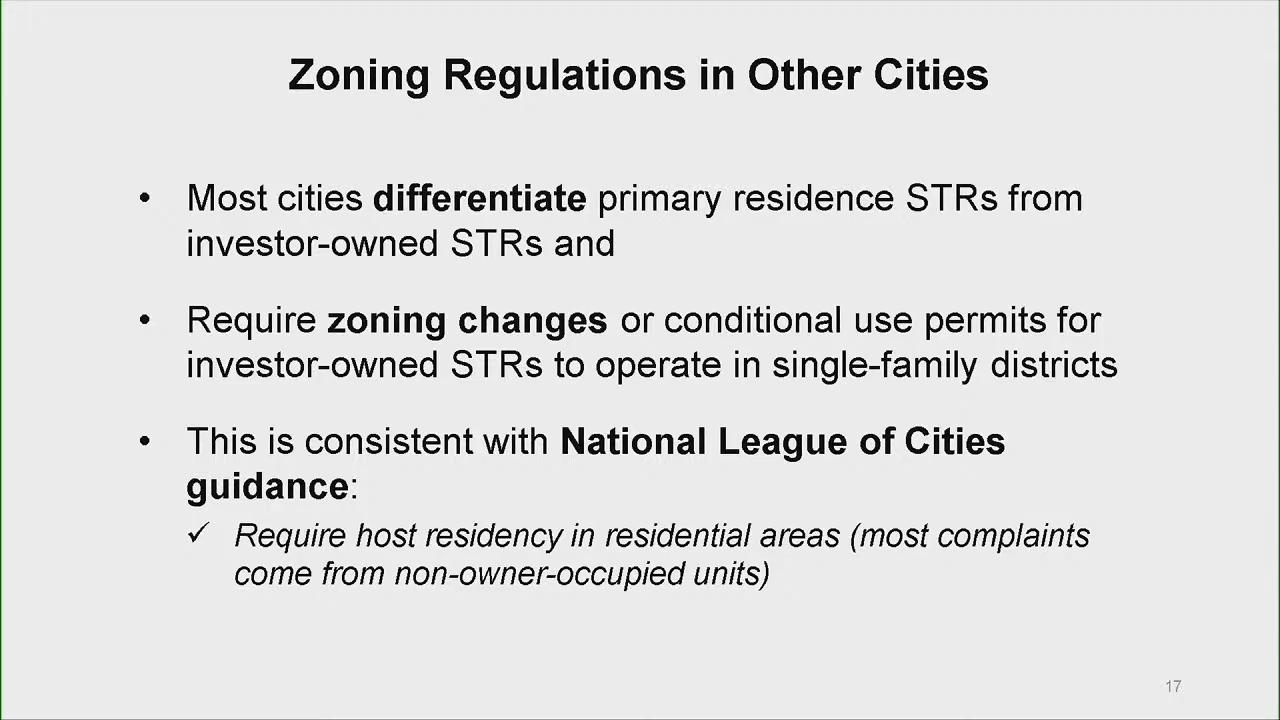 Zoning Regulations in Other Cities
• Most cities differentiate primary residence STRs from
investor-owned STRs and
• Require zoning changes or conditional use permits for
investor-owned STRs to operate in single-family districts
• This is consistent with National League of Cities
guidance:
✓ Require host residency in residential areas (most complaints
come from non-owner-occupied units)
17